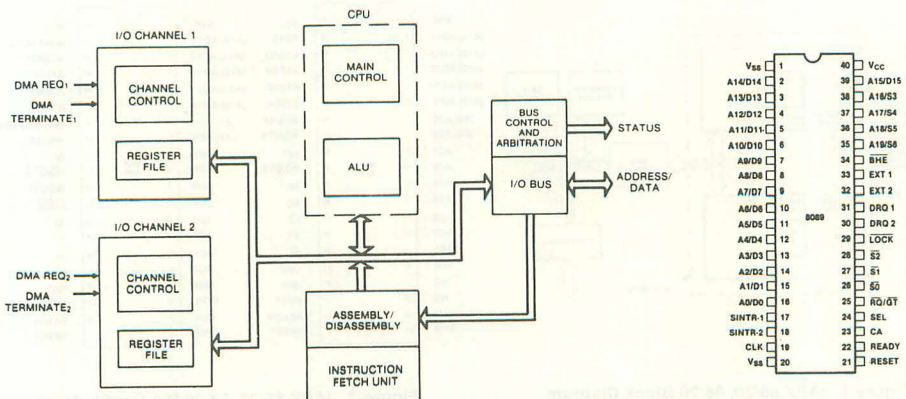 I/O CHANNEL 1
DMA REQ1
DMA
TERMINATE1
CHANNEL
CONTROL
REGISTER
FILE
I/O CHANNEL 2
DMA REQ2
DMA
TERMINATE2
CHANNEL
CONTROL
REGISTER
FILE
CPU
MAIN
CONTROL
ALU
ASSEMBLY/
DISASSEMBLY
INSTRUCTION
FETCH UNIT
BUS
CONTROL
AND
ARBITRATION
I/O BUS
STATUS
ADDRESS/
DATA
VSS 1 40 VCC
A14/D14 2 39 A15/D15
A13/D13 3 38 A16/S3
A12/D12 4 37 A17/S4
A11/D11 5 36 A18/S5
A10/D10 6 35 A19/S6
A9/D9 7 34 BHE
A8/D8 8 33 EXT 1
A7/D7 9 32 EXT 2
A6/D6 10 31 DRQ 1
8089
A5/D5 11 30 DRQ 2
A4/D4 12 29 LOCK
A3/D3 13 28 S2
A2/D2 14 27 S1
A1/D1 15 26 S0
A0/D0 16 25 RQ/GT
SINTR-1 17 24 SEL
SINTR-2 18 23 CA
CLK 19 22 READY
VSS 20 21 RESET